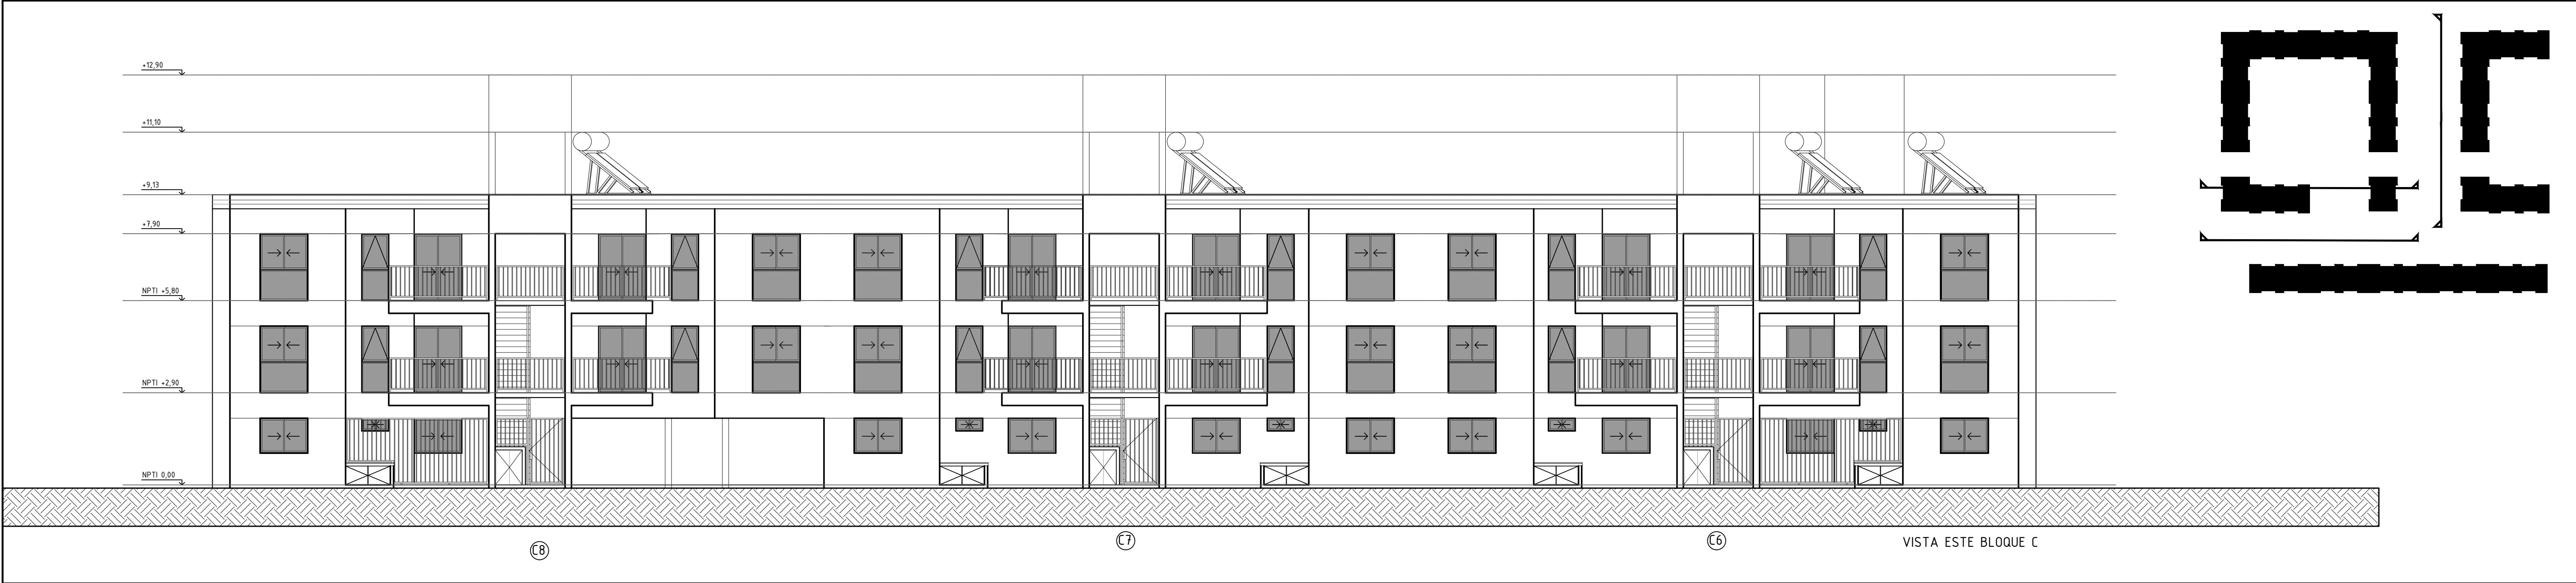 +12,90
+11,10
+9,13
+7,90
NPTI +5,80
NPTI +2,90
NPTI 0,00
C8
C7
C6
VISTA ESTE BLOQUE C